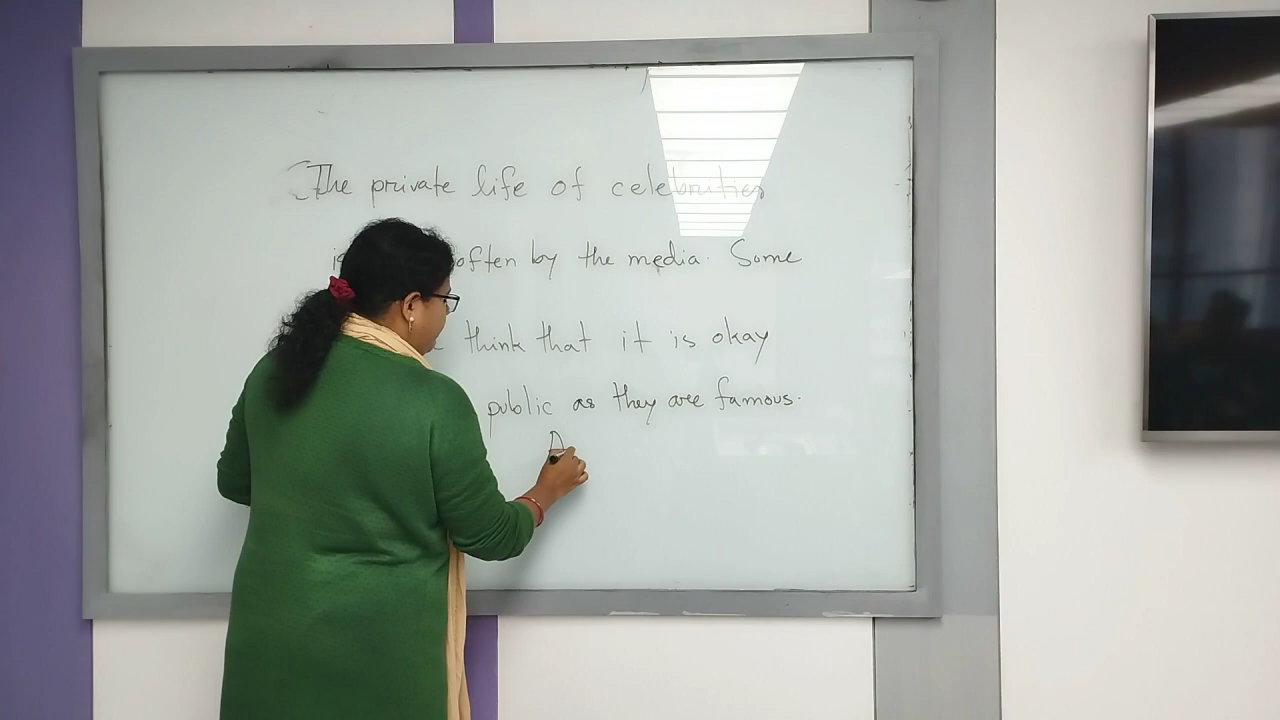 The private life of celebrities
often by the media. Some
think that it is okay
public as they are famous.